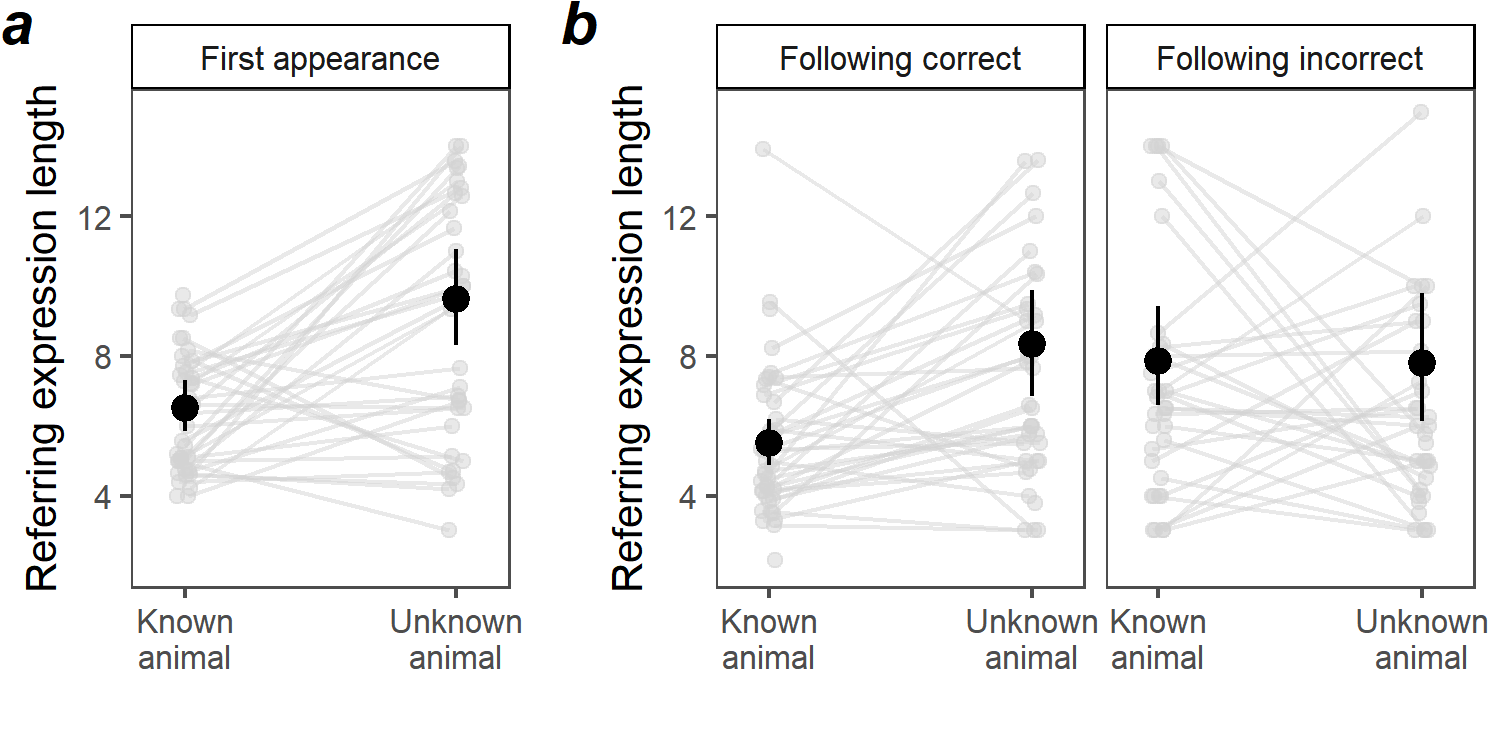 a
First appearance
Referring expression length
12
8
4
Known
animal
Unknown
animal
b
Following correct
Following incorrect
Referring expression length
12
8
4
Known
animal
Unknown
animal
Known
animal
Unknown
animal